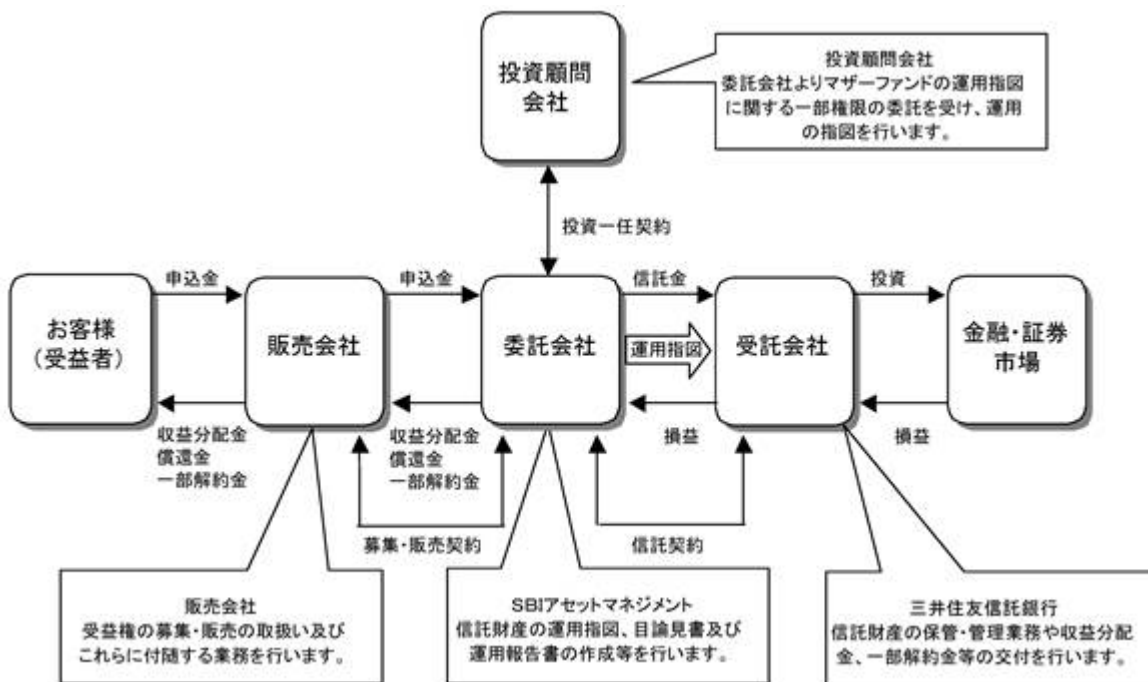 投資顧問
会社
投資顧問会社
委託会社よりマザーファンドの運用指図
に関する一部権限の委託を受け、運用
の指図を行います。
投資一任契約
申込金
申込金
信託金
投資
お客様
(受益者)
販売会社
委託会社
運用指図
受託会社
金融・証券
市場
収益分配金
償還金
一部解約金
収益分配金
償還金
一部解約金
損益
損益
募集・販売契約
信託契約
販売会社
受益権の募集・販売の取扱い及び
これらに付随する業務を行います。
SBIアセットマネジメント
信託財産の運用指図、目論見書及び
運用報告書の作成等を行います。
三井住友信託銀行
信託財産の保管・管理業務や収益分配
金、一部解約金等の交付を行います。